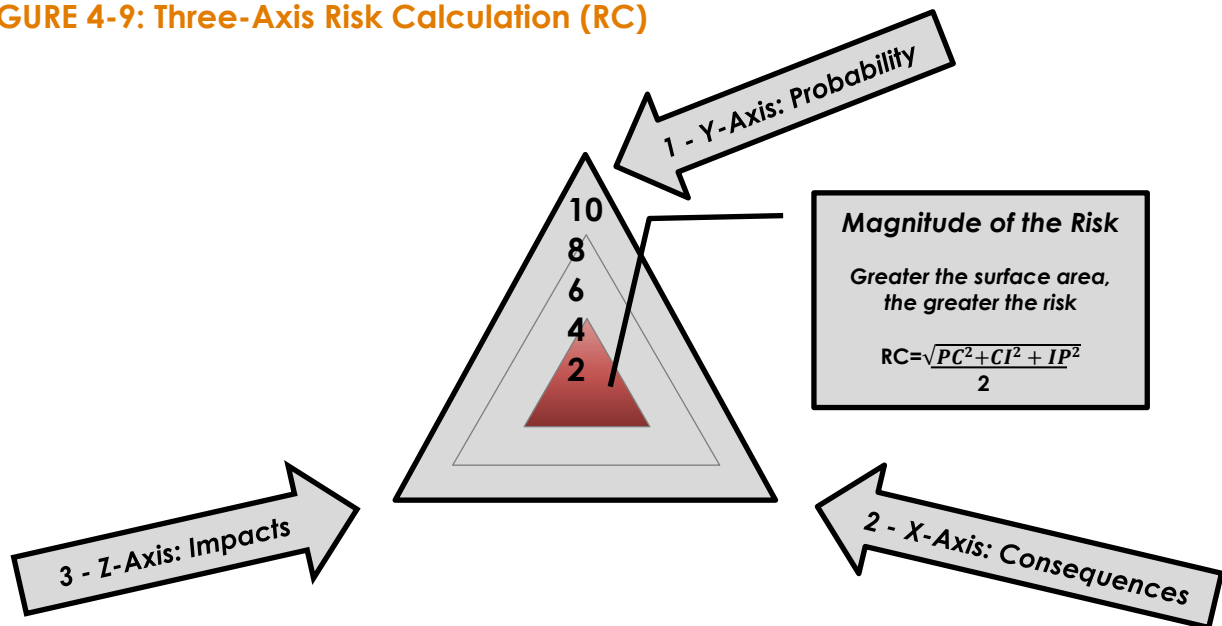 GURE 4-9: Three-Axis Risk Calculation (RC)
1 - Y-Axis: Probability
10
8
6
4
2
Magnitude of the Risk
Greater the surface area,
the greater the risk
RC=√PC²+CI² + IP²
2
3 - Z-Axis: Impacts
2 - X-Axis: Consequences